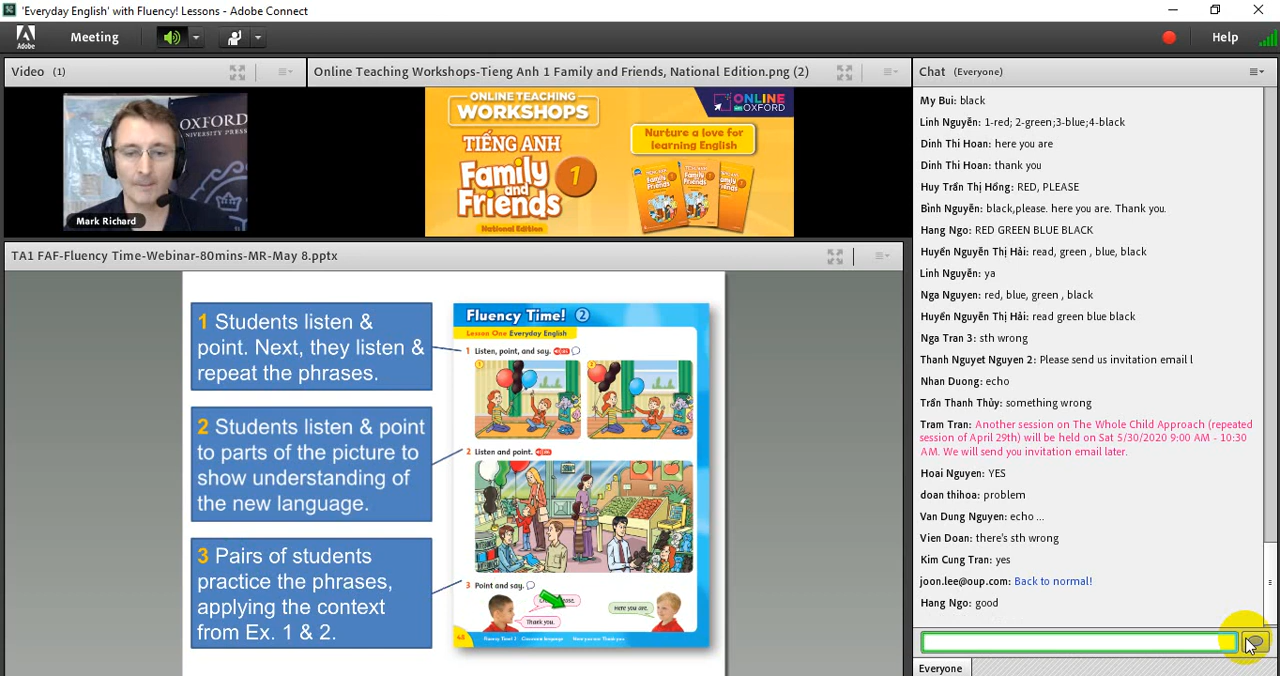 'Everyday English' with Fluency! Lessons - Adobe Connect
Adobe
Meeting
Help
Video (1)
Online Teaching Workshops-Tieng Anh 1 Family and Friends, National Edition.png (2)
Chat (Everyone)
OXFORD
UNIVERSITY PRESS
Mark Richard
ONLINE TEACHING
WORKSHOPS
TIẾNG ANH
Family
and
Friends
1
National Edition
ONLINE
OXFORD
Nurture a love for
learning English
TA1 FAF-Fluency Time-Webinar-80mins-MR-May 8.pptx
1 Students listen &
point. Next, they listen &
repeat the phrases.
2 Students listen & point
to parts of the picture to
show understanding of
the new language.
3 Pairs of students
practice the phrases,
applying the context
from Ex. 1 & 2.
Fluency Time! 2
Lesson One Everyday English
1 Listen, point, and say.
1
2
2 Listen and point.
3 Point and say.
Thank you.
Here you are.
My Bui: black
Linh Nguyễn: 1-red; 2-green;3-blue;4-black
Dinh Thi Hoan: here you are
Dinh Thi Hoan: thank you
Huy Trần Thị Hồng: RED, PLEASE
Bình Nguyễn: black,please. here you are. Thank you.
Hang Ngo: RED GREEN BLUE BLACK
Huyền Nguyễn Thị Hải: read, green , blue, black
Linh Nguyễn: ya
Nga Nguyen: red, blue, green , black
Huyền Nguyễn Thị Hải: read green blue black
Nga Tran 3: sth wrong
Thanh Nguyet Nguyen 2: Please send us invitation email l
Nhan Duong: echo
Trần Thanh Thủy: something wrong
Tram Tran: Another session on The Whole Child Approach (repeated
session of April 29th) will be held on Sat 5/30/2020 9:00 AM - 10:30
AM. We will send you invitation email later.
Hoai Nguyen: YES
doan thihoa: problem
Van Dung Nguyen: echo ...
Vien Doan: there's sth wrong
Kim Cung Tran: yes
joon.lee@oup.com: Back to normal!
Hang Ngo: good
Everyone